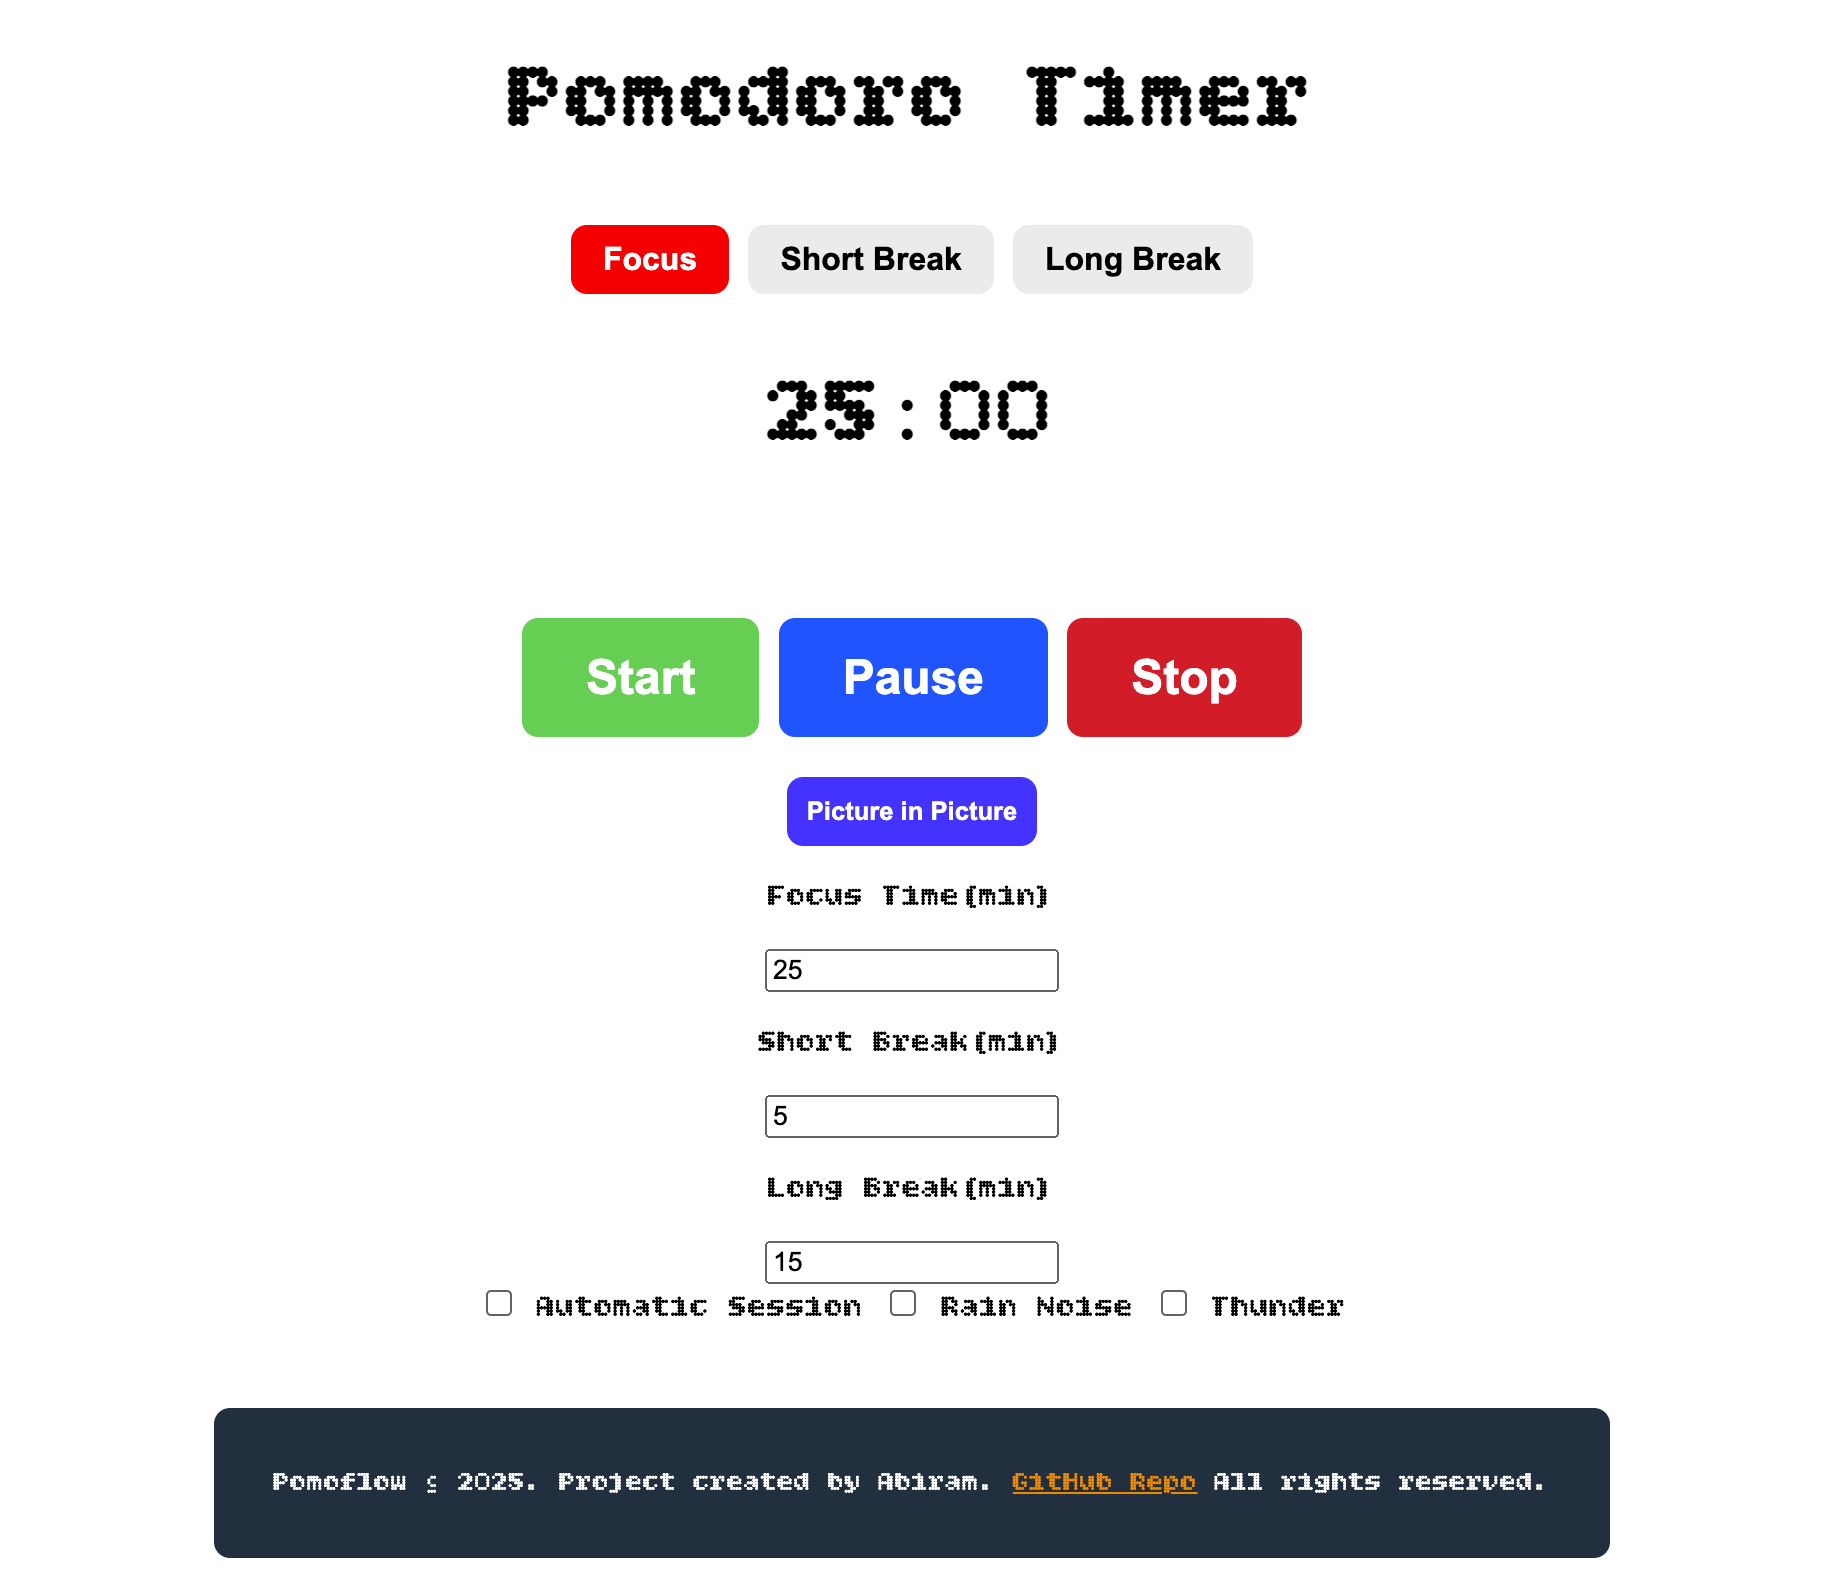 Pomodoro Timer
Focus Short Break Long Break
25:00
Start Pause Stop
Picture in Picture
Focus Time(min)
25
Short Break(min)
5
Long Break(min)
15
Automatic Session Rain Noise Thunder
Pomoflow 2025. Project created by Abiram. GitHub Repo All rights reserved.